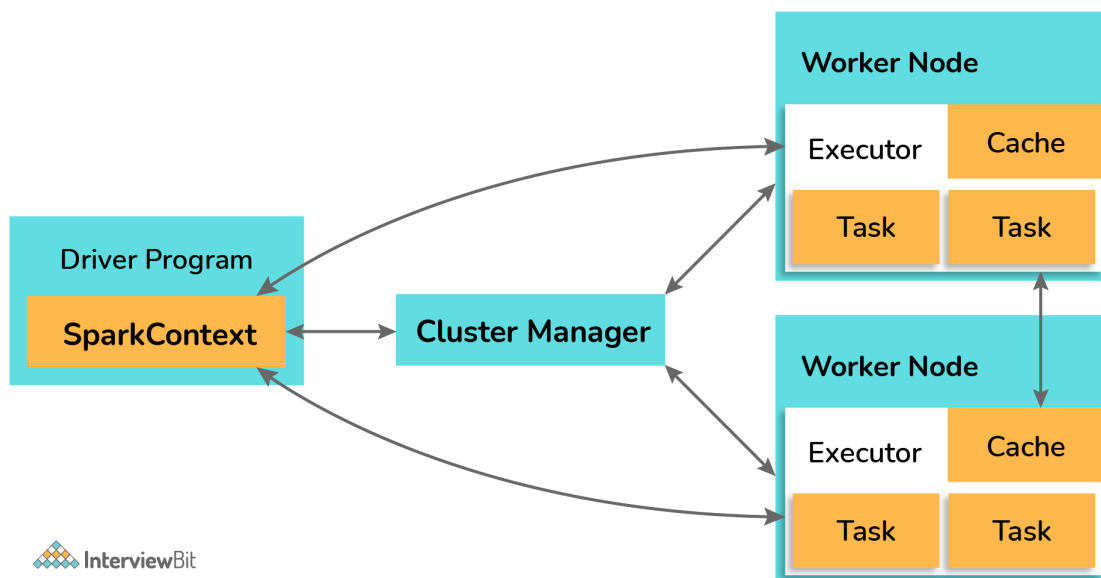 Worker Node
Executor
Cache
Task
Task
Driver Program
SparkContext
Cluster Manager
Worker Node
Executor
Cache
Task
Task
InterviewBit